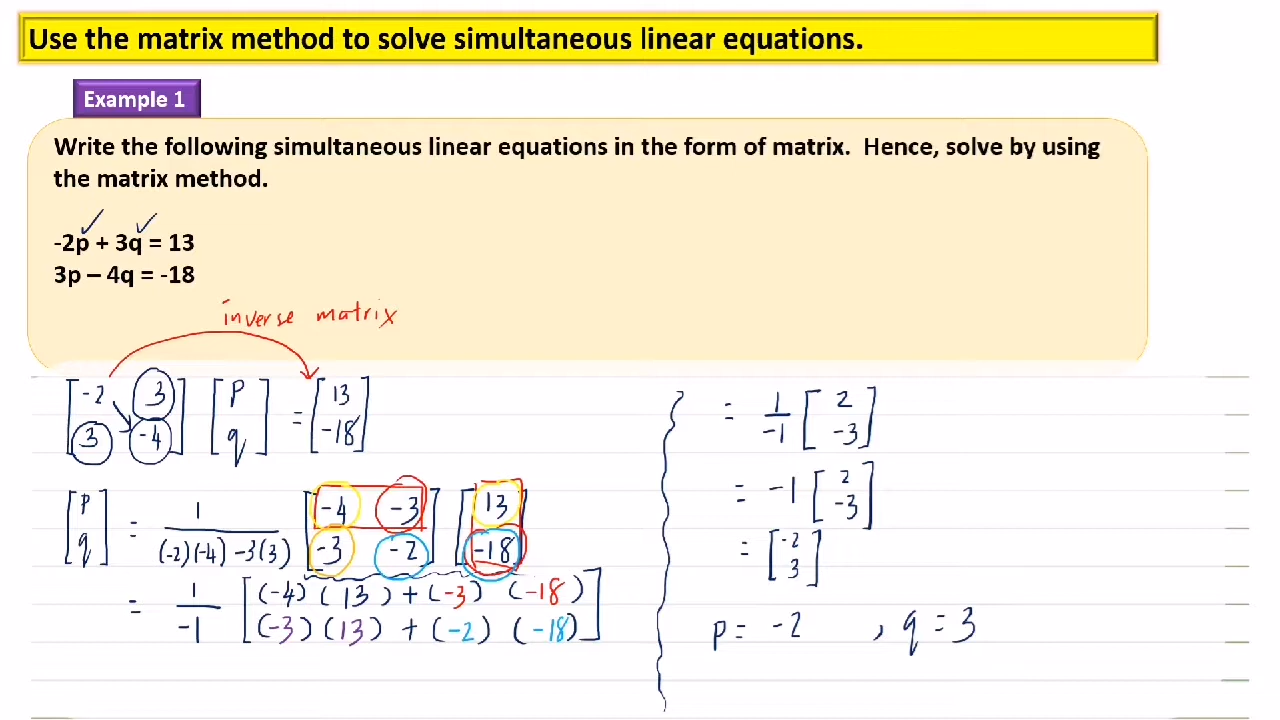 Use the matrix method to solve simultaneous linear equations.
Example 1
Write the following simultaneous linear equations in the form of matrix. Hence, solve by using
the matrix method.
-2p + 3q = 13
3p – 4q = -18
inverse matrix
[-2 3] [p] = [13]
[3 -4] [q] [-18]
[p] = 1 [-4 -3] [13]
[q] (-2)(-4) - 3(3) [-3 -2] [-18]
= 1 [(-4)(13) + (-3)(-18)]
-1 [(-3)(13) + (-2)(-18)]
= 1 [2]
-1 [-3]
= -1 [2]
[-3]
= [-2]
[3]
p = -2 , q = 3